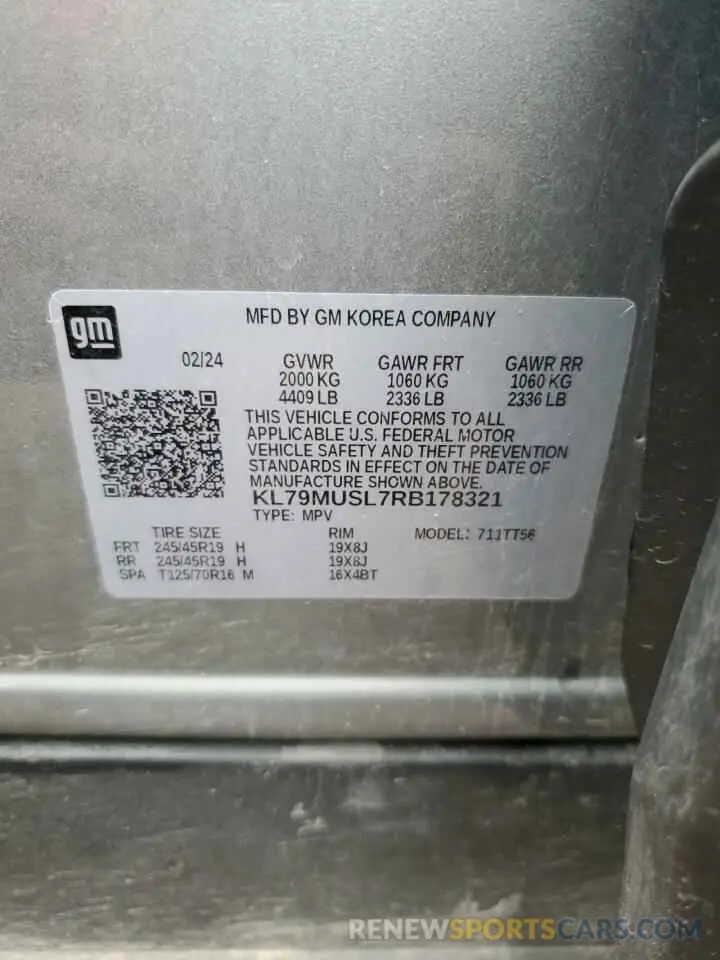 gm
MFD BY GM KOREA COMPANY
02/24 GVWR GAWR FRT GAWR RR
2000 KG 1060 KG 1060 KG
4409 LB 2336 LB 2336 LB
THIS VEHICLE CONFORMS TO ALL
APPLICABLE U.S. FEDERAL MOTOR
VEHICLE SAFETY AND THEFT PREVENTION
STANDARDS IN EFFECT ON THE DATE OF
MANUFACTURE SHOWN ABOVE.
KL79MUSL7RB178321
TYPE: MPV
TIRE SIZE RIM MODEL: 711TT56
FRT 245/45R19 H 19X8J
RR 245/45R19 H 19X8J
SPA T125/70R16 M 16X4BT
RENEWSPORTSCARS.COM